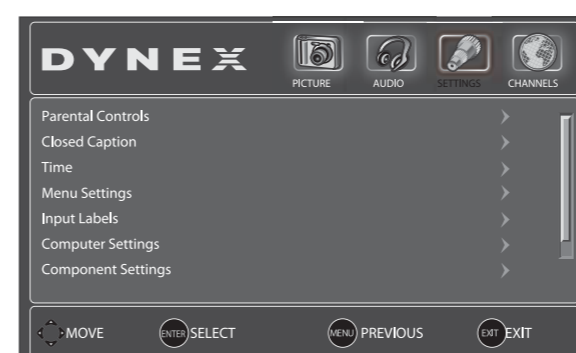 DYNEX
PICTURE AUDIO SETTINGS CHANNELS
Parental Controls
Closed Caption
Time
Menu Settings
Input Labels
Computer Settings
Component Settings
MOVE ENTER SELECT MENU PREVIOUS EXIT EXIT